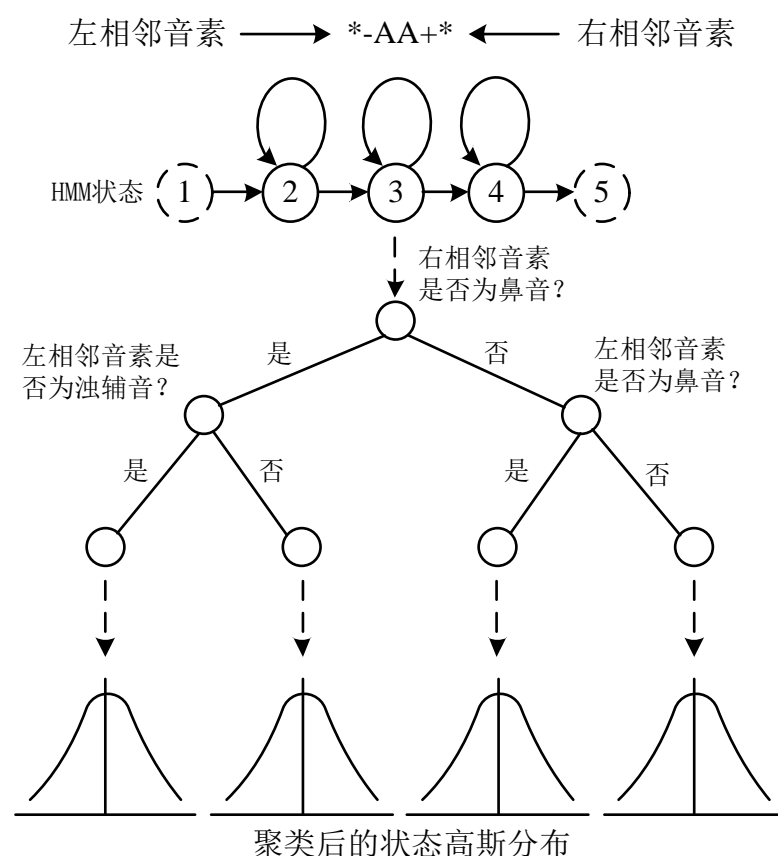 左相邻音素 *-AA+* 右相邻音素
HMM状态 1 2 3 4 5
右相邻音素
是否为鼻音?
左相邻音素是
否为浊辅音?
是
否
左相邻音素
是否为鼻音?
是
否
是
否
聚类后的状态高斯分布